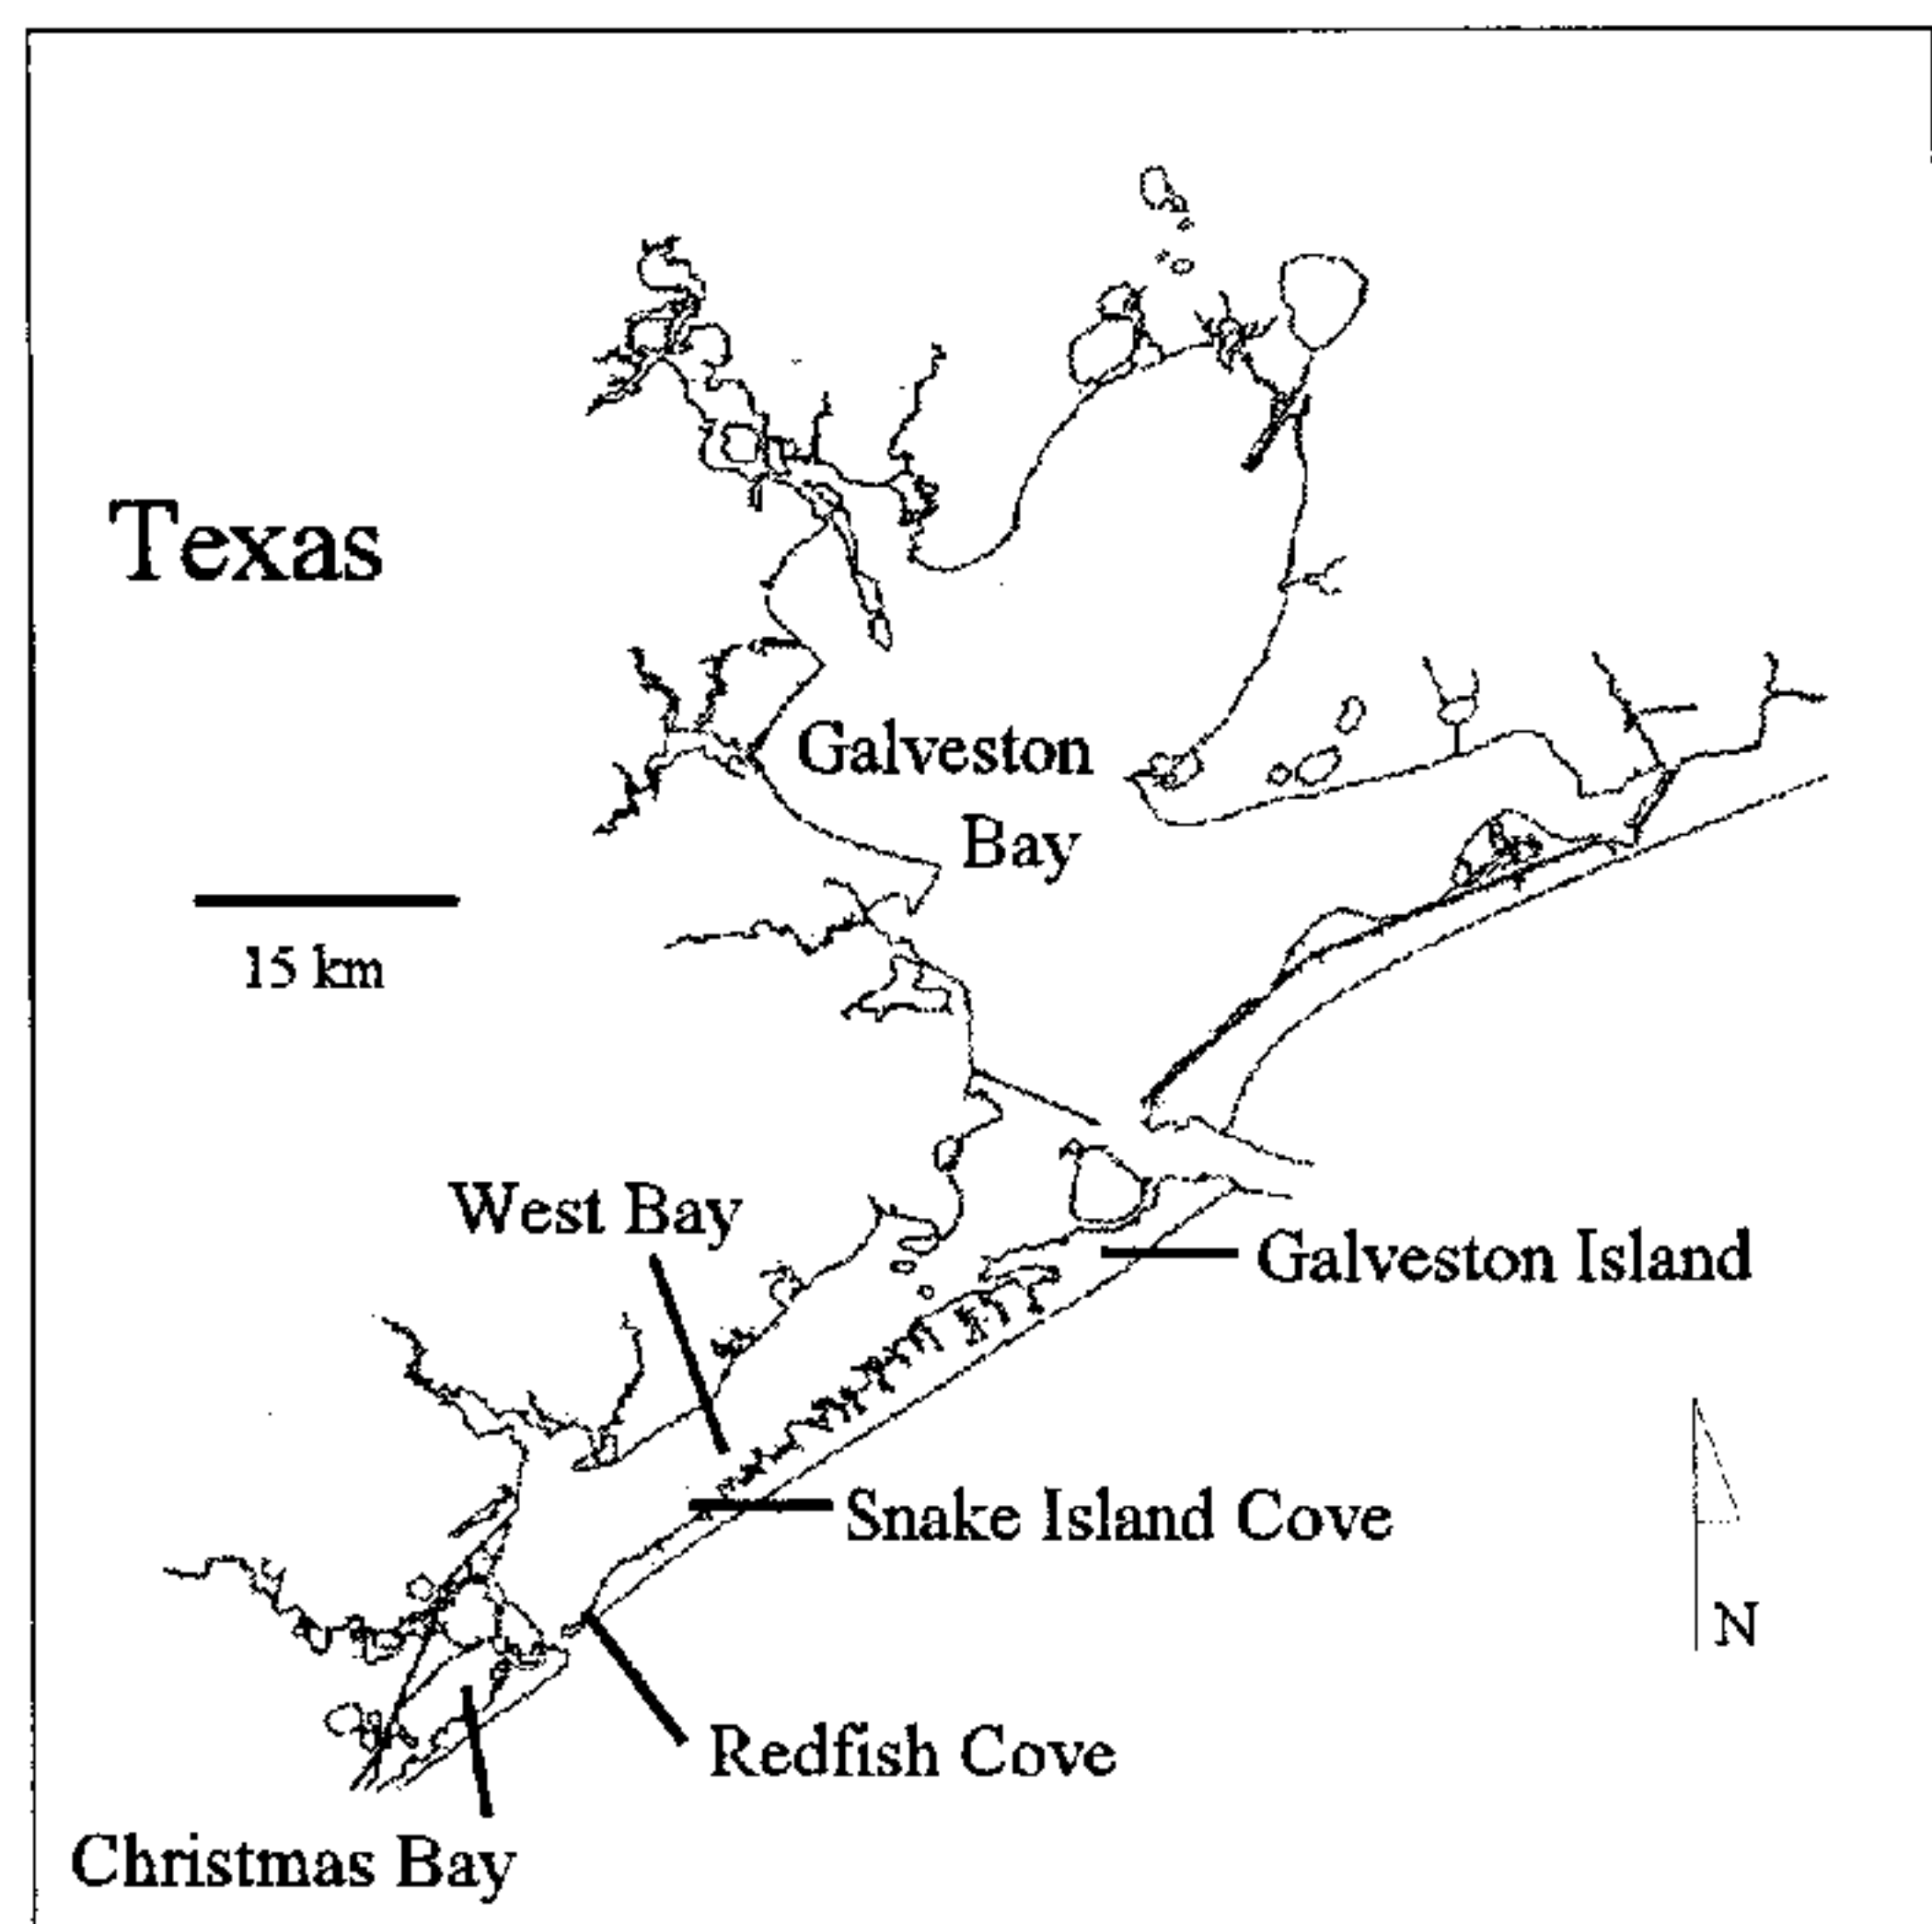 Texas
Galveston
Bay
15 km
West Bay
Galveston Island
Snake Island Cove
N
Redfish Cove
Christmas Bay